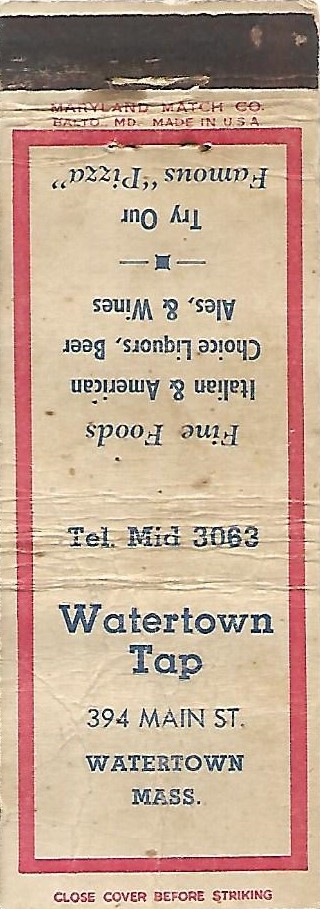 MARYLAND MATCH CO.
BALTO. MD. MADE IN U.S.A.
Fine Foods
Italian & American
Choice Liquors, Beer
Ales, & Wines
Try Our
Famous "Pizza"
Tel. Mid 3063
Watertown
Tap
394 MAIN ST.
WATERTOWN
MASS.
CLOSE COVER BEFORE STRIKING